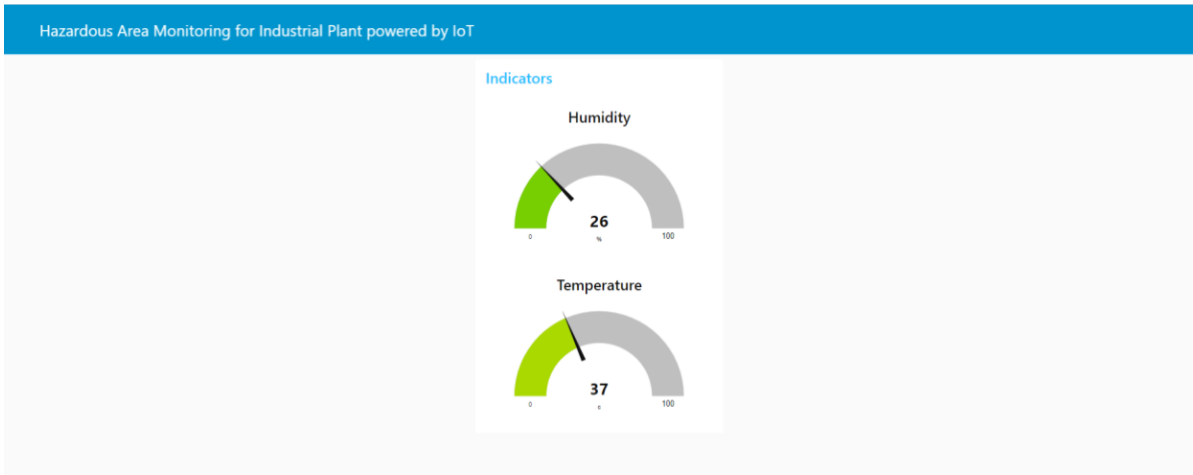 Hazardous Area Monitoring for Industrial Plant powered by IoT
Indicators
Humidity
26
%
0
100
Temperature
37
c
0
100